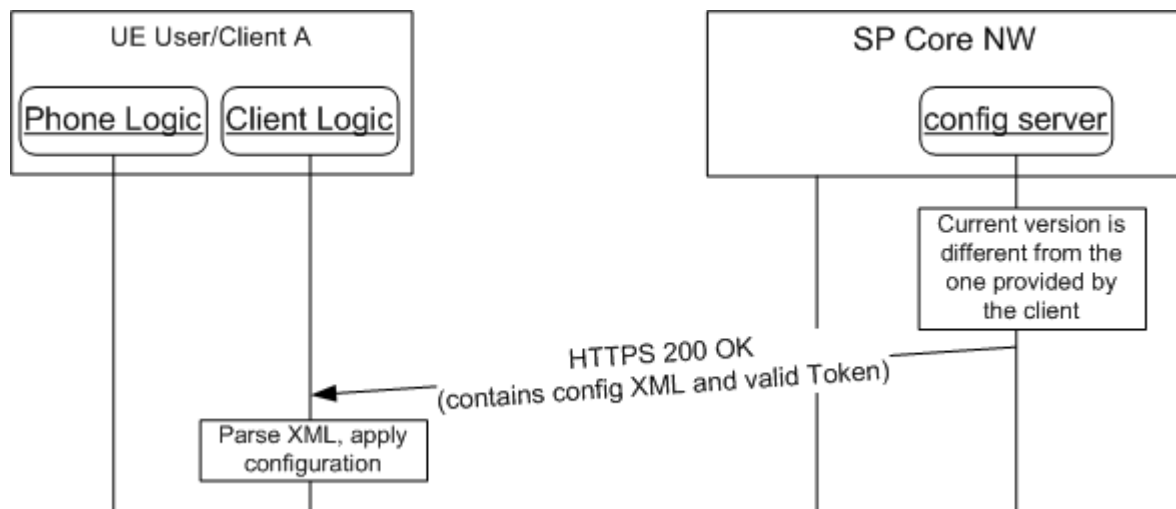 UE User/Client A
SP Core NW
Phone Logic
Client Logic
config server
Current version is
different from the
one provided by
the client
HTTPS 200 OK
(contains config XML and valid Token)
Parse XML, apply
configuration